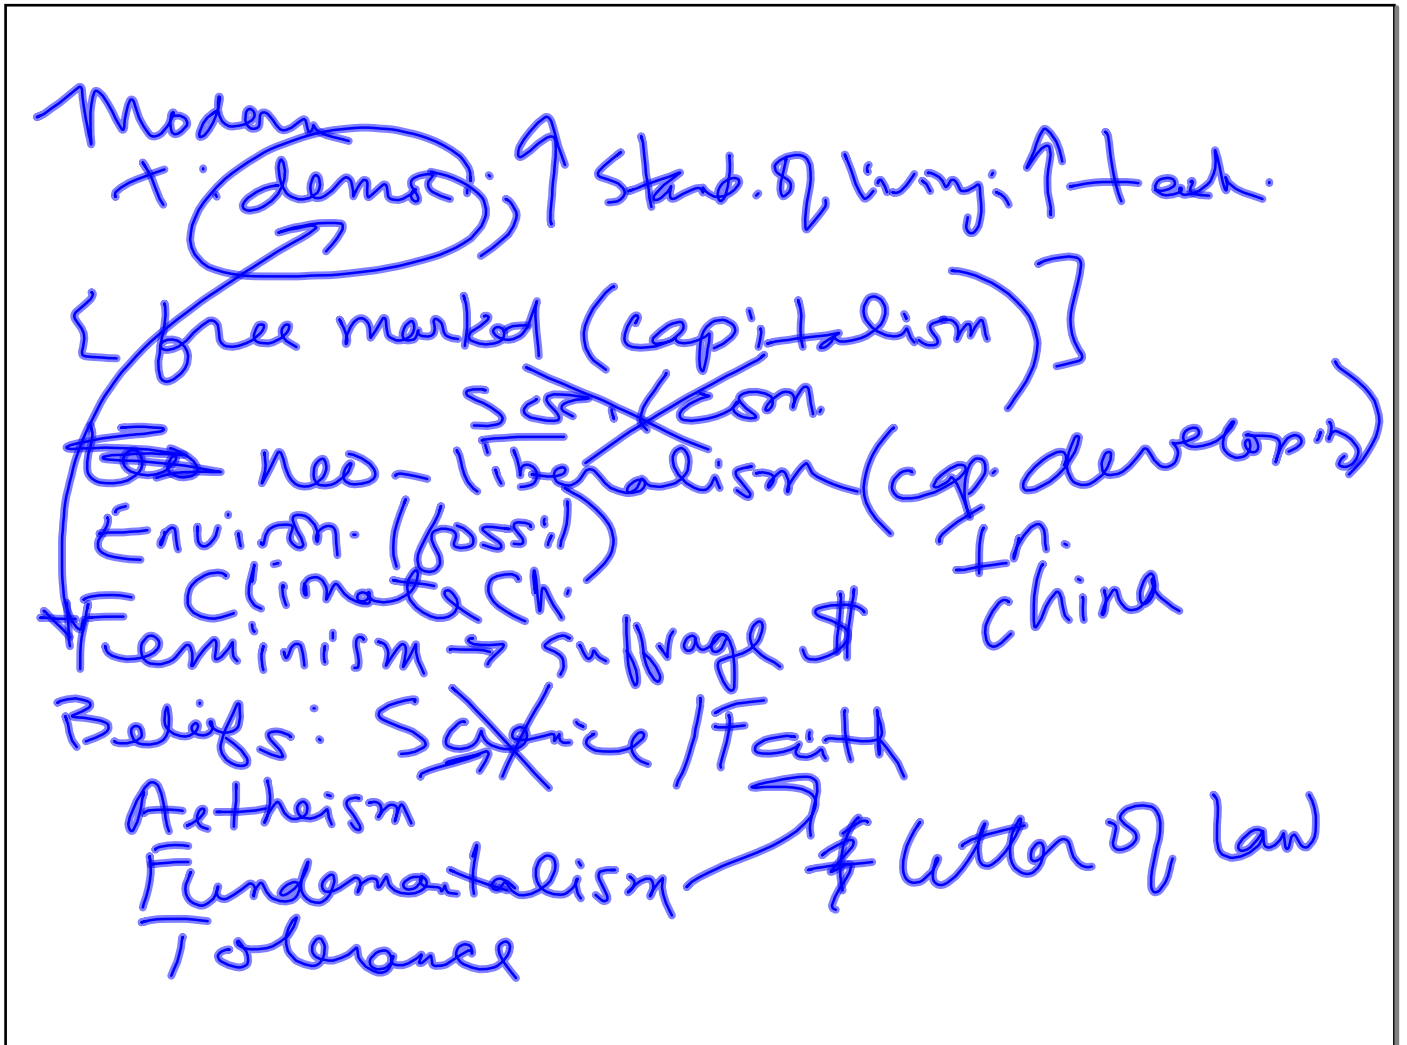 Modern
+ : democ.; ↑ Stand. of living; ↑ tech.
{ free marked (capitalism) ]
Soc. / com.
neo-liberalism (cap. developing)
Environ. (fossil) In.
Climate Ch. China
Feminism → suffrage $
Beliefs: Science / Faith
Aetheism
Fundamentalism letter of law
Tolerance